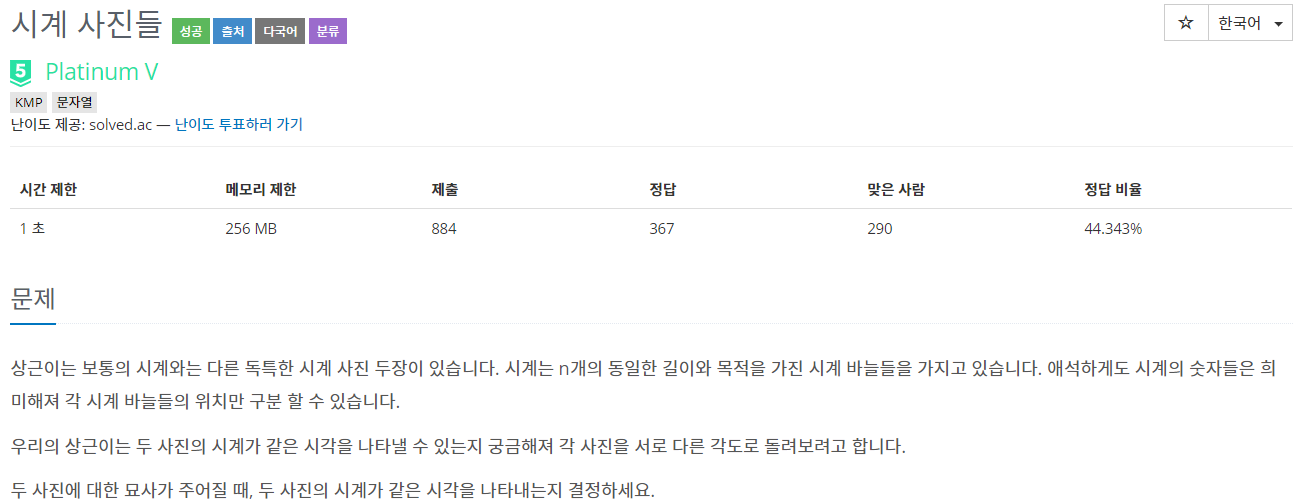 시계 사진들 성공 출처 다국어 분류 ☆ 한국어
5 Platinum V
KMP 문자열
난이도 제공: solved.ac — 난이도 투표하러 가기
시간 제한 메모리 제한 제출 정답 맞은 사람 정답 비율
1 초 256 MB 884 367 290 44.343%
문제
상근이는 보통의 시계와는 다른 독특한 시계 사진 두장이 있습니다. 시계는 n개의 동일한 길이와 목적을 가진 시계 바늘들을 가지고 있습니다. 애석하게도 시계의 숫자들은 희
미해져 각 시계 바늘들의 위치만 구분 할 수 있습니다.
우리의 상근이는 두 사진의 시계가 같은 시각을 나타낼 수 있는지 궁금해져 각 사진을 서로 다른 각도로 돌려보려고 합니다.
두 사진에 대한 묘사가 주어질 때, 두 사진의 시계가 같은 시각을 나타내는지 결정하세요.